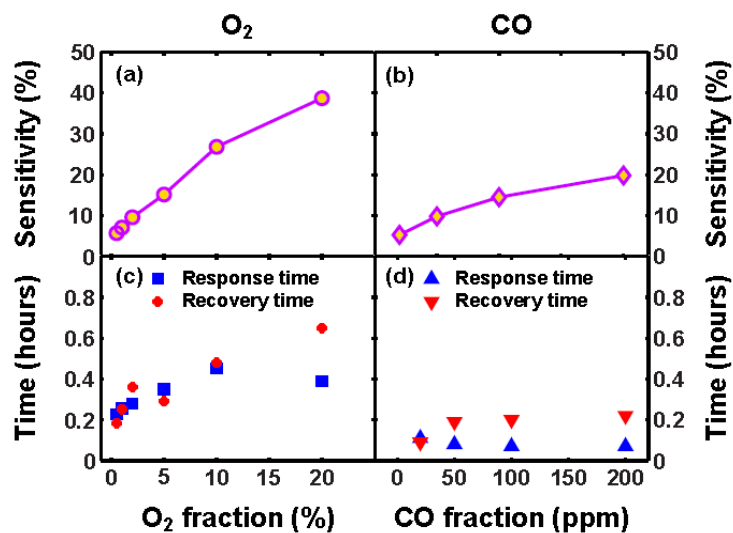 O2
CO
(a)
(b)
Sensitivity (%)
50
40
30
20
10
0
50
40
30
20
10
0
Sensitivity (%)
(c)
Response time
Recovery time
(d)
Response time
Recovery time
Time (hours)
0.8
0.6
0.4
0.2
0
0.8
0.6
0.4
0.2
0
Time (hours)
0 5 10 15 20
0 50 100 150 200
O2 fraction (%)
CO fraction (ppm)